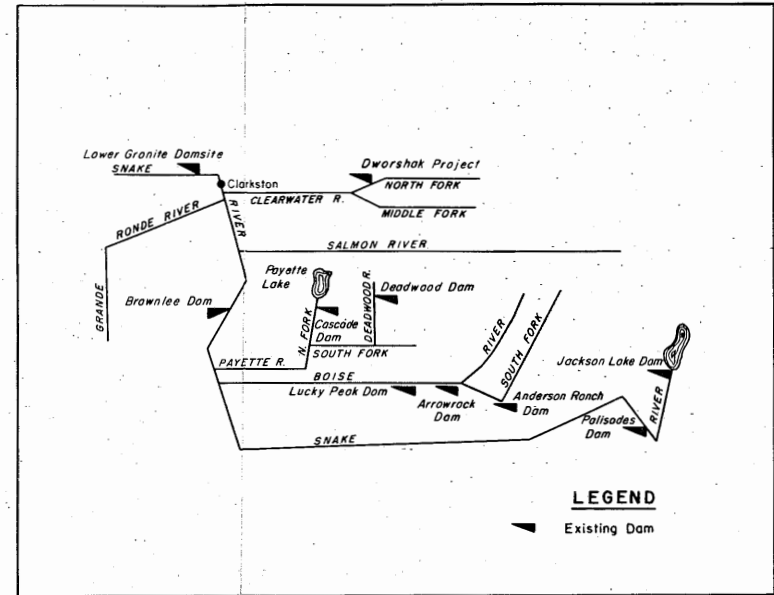 Lower Granite Damsite
SNAKE
Clarkston
Dworshak Project
NORTH FORK
CLEARWATER R.
MIDDLE FORK
RONDE RIVER
RIVER
SALMON RIVER
GRANDE
Payette
Lake
DEADWOOD R.
Deadwood Dam
Brownlee Dam
N. FORK
Cascade
Dam
SOUTH FORK
RIVER
SOUTH FORK
PAYETTE R.
Jackson Lake Dam
BOISE
Lucky Peak Dam
Arrowrock
Dam
Anderson Ranch
Dam
Palisades
Dam
RIVER
SNAKE
LEGEND
Existing Dam